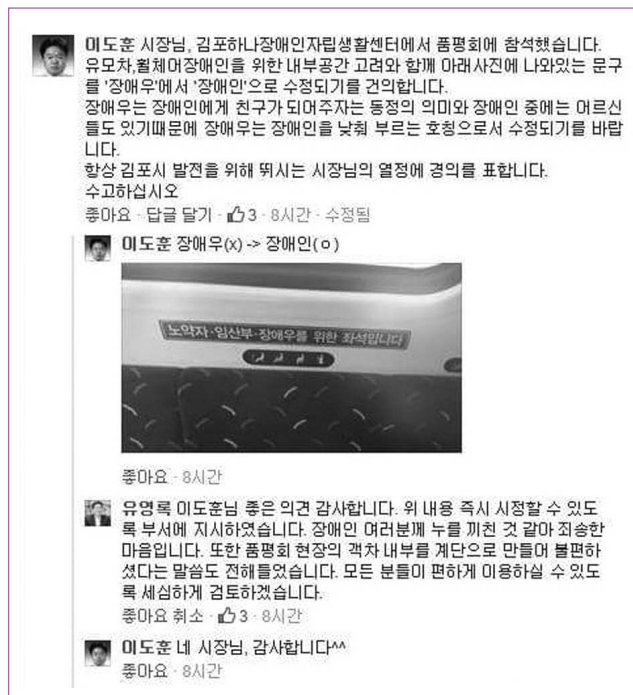 이도훈 시장님, 김포하나장애인자립생활센터에서 품평회에 참석했습니다.
유모차,휠체어장애인을 위한 내부공간 고려와 함께 아래사진에 나와있는 문구
를 '장애우'에서 '장애인'으로 수정되기를 건의합니다.
장애우는 장애인에게 친구가 되어주자는 동정의 의미와 장애인 중에는 어르신
들도 있기때문에 장애우는 장애인을 낮춰 부르는 호칭으로서 수정되기를 바랍
니다.
항상 김포시 발전을 위해 뛰시는 시장님의 열정에 경의를 표합니다.
수고하십시오
좋아요 · 답글 달기 · 3 · 8시간 · 수정됨
이도훈 장애우(x) -> 장애인(ㅇ)
노약자·임산부·장애우를 위한 좌석입니다
좋아요 · 8시간
유영록 이도훈님 좋은 의견 감사합니다. 위 내용 즉시 시정할 수 있도
록 부서에 지시하였습니다. 장애인 여러분께 누를 끼친 것 같아 죄송한
마음입니다. 또한 품평회 현장의 객차 내부를 계단으로 만들어 불편하
셨다는 말씀도 전해들었습니다. 모든 분들이 편하게 이용하실 수 있도
록 세심하게 검토하겠습니다.
좋아요 취소 · 3 · 8시간
이도훈 네 시장님, 감사합니다^^
좋아요 · 8시간